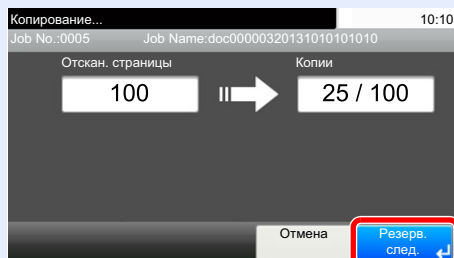 Копирование... 10:10
Job No.:0005 Job Name:doc00000320131010101010
Отскан. страницы Копии
100 25 / 100
Отмена Резерв.
след.